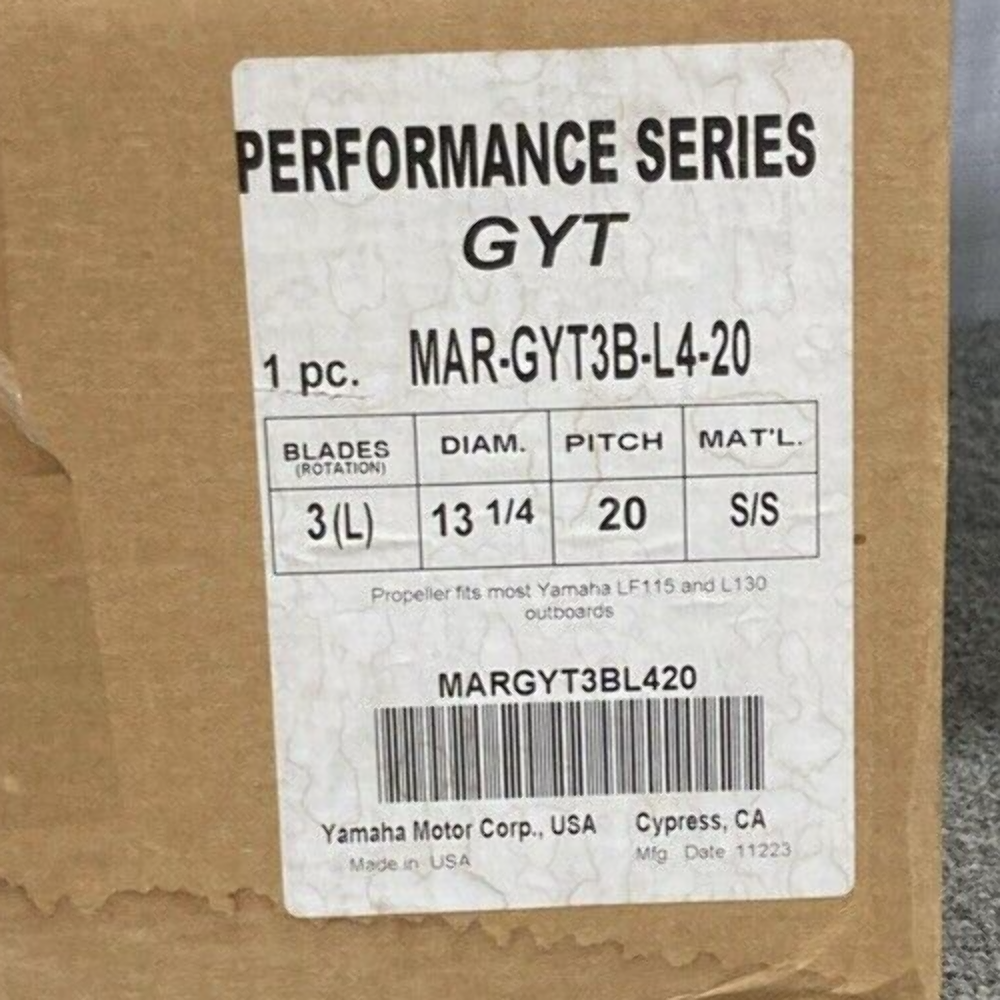 PERFORMANCE SERIES
GYT
1 pc. MAR-GYT3B-L4-20
BLADES DIAM. PITCH MAT'L.
(ROTATION)
3 (L) 13 1/4 20 S/S
Propeller fits most Yamaha LF115 and L130
outboards
MARGYT3BL420
Yamaha Motor Corp., USA Cypress, CA
Made in USA Mfg. Date 11223